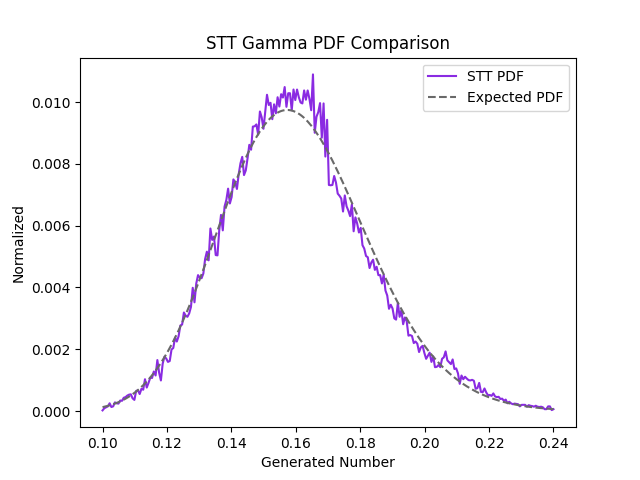 STT Gamma PDF Comparison
STT PDF
Expected PDF
0.010
0.008
0.006
0.004
0.002
0.000
Normalized
0.10 0.12 0.14 0.16 0.18 0.20 0.22 0.24
Generated Number